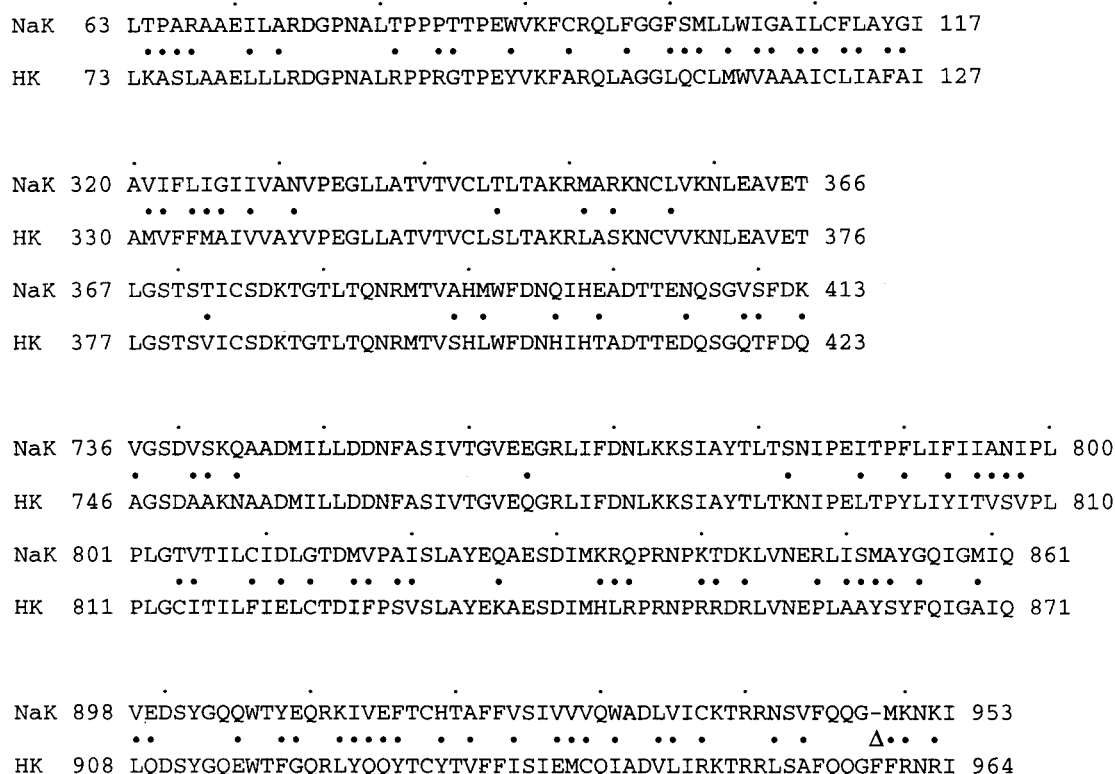 NaK 63 LTPARAAEILARDGPNALTPPPTTPEWVKFCRQLFGGFSMLLWIGAILCFLAYGI 117
HK 73 LKASLAAELLLRDGPNALRPPRGTPEYVKFARQLAGGLQCLMWVAAAICLIAFAI 127
NaK 320 AVIFLIGIIVANVPEGLLATVTVCLTLTAKRMARKNCLVKNLEAVET 366
HK 330 AMVFFMAIVVAYVPEGLLATVTVCLSLTAKRLASKNCVVKNLEAVET 376
NaK 367 LGSTSTICSDKTGTLTQNRMTVAHMWFDNQIHEADTTENQSGVSFDK 413
HK 377 LGSTSVICSDKTGTLTQNRMTVSHLWFDNHIHTADTTEDQSGQTFDQ 423
NaK 736 VGSDVSKQAADMILLDDNFASIVTGVEEGRLIFDNLKKSIAYTLTSNIPEITPFLIFIIANIPL 800
HK 746 AGSDAAKNAADMILLDDNFASIVTGVEQGRLIFDNLKKSIAYTLTKNIPELTPYLIYITVSVPL 810
NaK 801 PLGTVTILCIDLGTDMVPAISLAYEQAESDIMKRQPRNPKTDKLVNERLISMAYGQIGMIQ 861
HK 811 PLGCITILFIELCTDIFPSVSLAYEKAESDIMHLRPRNPRRDRLVNEPLAAYSYFQIGAIQ 871
NaK 898 VEDSYGQQWTYEQRKIVEFTCHTAFFVSIVVVQWADLVICKTRRNSVFQQG-MKNKI 953
Δ
HK 908 LQDSYGQEWTFGQRLYQQYTCYTVFFISIEMCQIADVLIRKTRRLSAFQQGFFRNRI 964